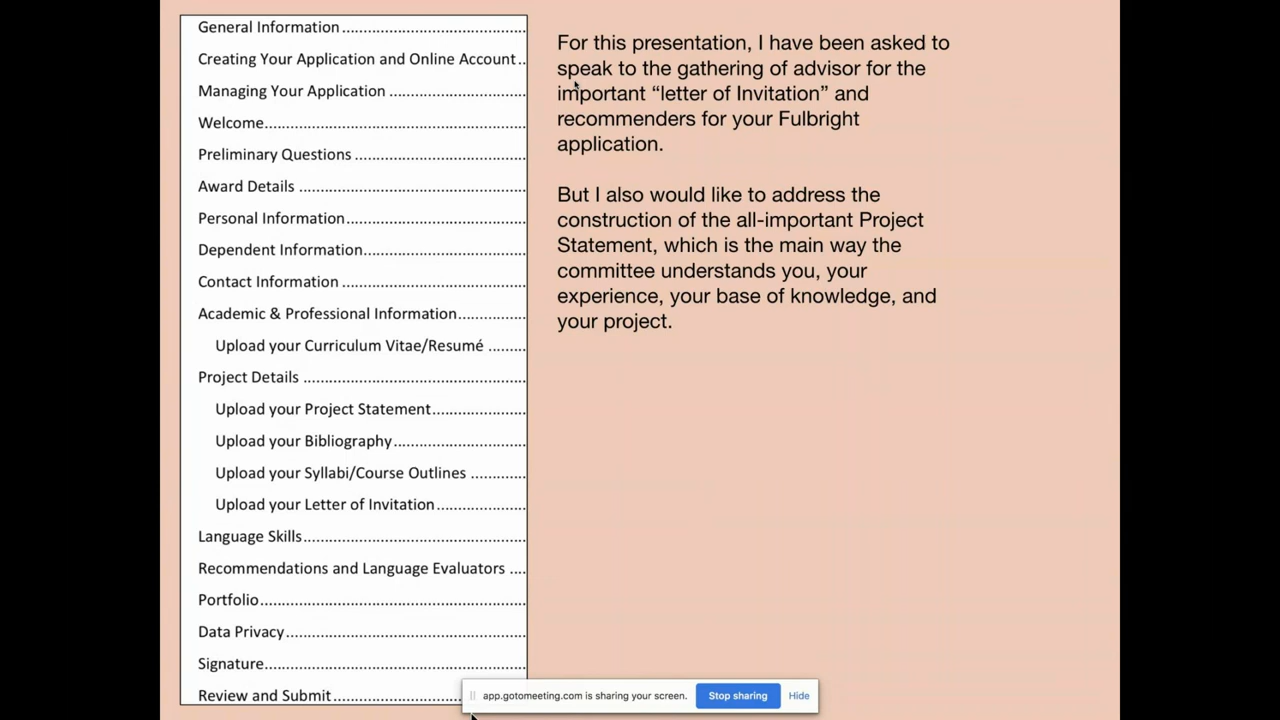 General Information ........................................
Creating Your Application and Online Account ..
Managing Your Application ..............................
Welcome.........................................................
Preliminary Questions .....................................
Award Details .................................................
Personal Information.......................................
Dependent Information...................................
Contact Information ........................................
Academic & Professional Information...............
Upload your Curriculum Vitae/Resumé ........
Project Details ................................................
Upload your Project Statement.....................
Upload your Bibliography..............................
Upload your Syllabi/Course Outlines ............
Upload your Letter of Invitation....................
Language Skills................................................
Recommendations and Language Evaluators ....
Portfolio..........................................................
Data Privacy....................................................
Signature.........................................................
Review and Submit..........................
For this presentation, I have been asked to
speak to the gathering of advisor for the
important “letter of Invitation” and
recommenders for your Fulbright
application.
But I also would like to address the
construction of the all-important Project
Statement, which is the main way the
committee understands you, your
experience, your base of knowledge, and
your project.
app.gotomeeting.com is sharing your screen. Stop sharing Hide